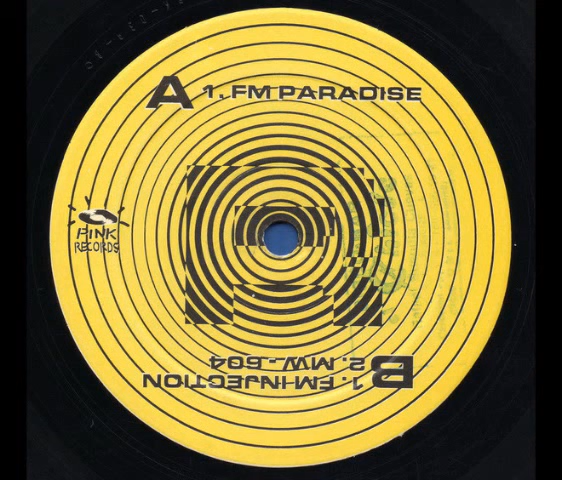 A 1. FM PARADISE
PINK
RECORDS
B 1. FM INJECTION
2. MW - 604